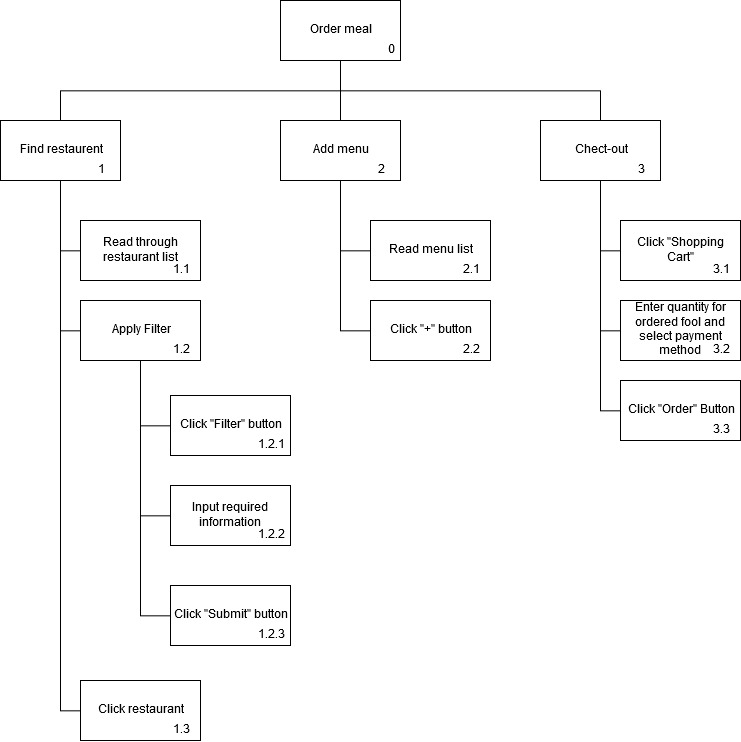 Order meal
0
Find restaurent
1
Add menu
2
Chect-out
3
Read through
restaurant list
1.1
Apply Filter
1.2
Click "Filter" button
1.2.1
Input required
information
1.2.2
Click "Submit" button
1.2.3
Click restaurant
1.3
Read menu list
2.1
Click "+" button
2.2
Click "Shopping
Cart"
3.1
Enter quantity for
ordered fool and
select payment
method
3.2
Click "Order" Button
3.3